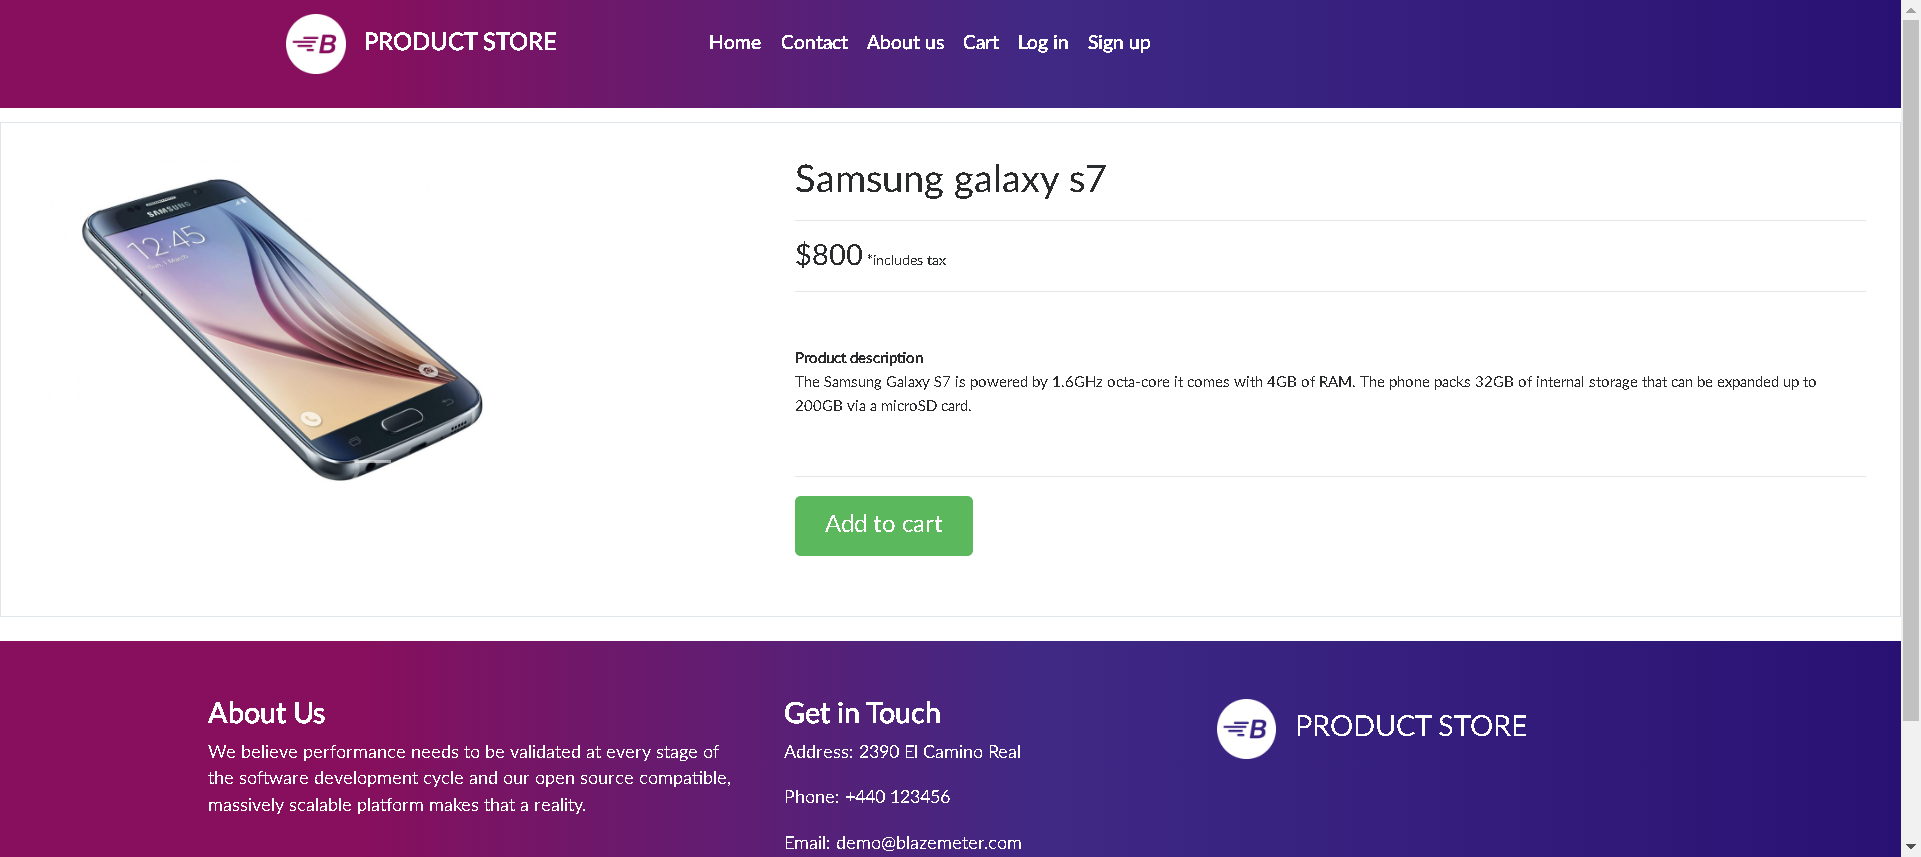 B PRODUCT STORE
Home Contact About us Cart Log in Sign up
SAMSUNG
12:45
Sun, 1 March
Samsung galaxy s7
$800 *includes tax
Product description
The Samsung Galaxy S7 is powered by 1.6GHz octa-core it comes with 4GB of RAM. The phone packs 32GB of internal storage that can be expanded up to
200GB via a microSD card.
Add to cart
About Us
We believe performance needs to be validated at every stage of
the software development cycle and our open source compatible,
massively scalable platform makes that a reality.
Get in Touch
Address: 2390 El Camino Real
Phone: +440 123456
Email: demo@blazemeter.com
B PRODUCT STORE